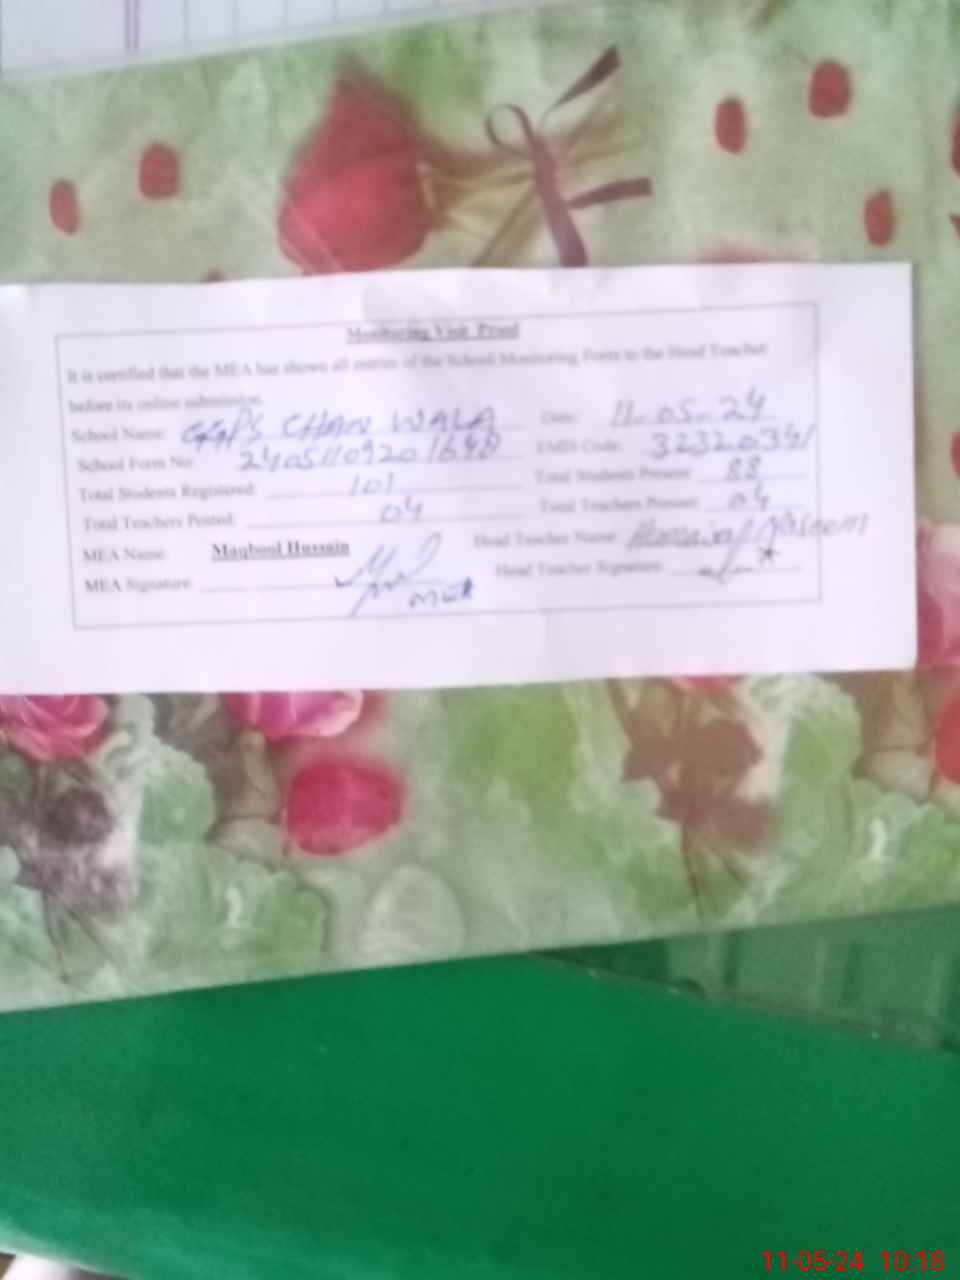 Monitoring Visit Proof
It is certified that the MEA has shown all entries of the School Monitoring Form to the Head Teacher
before its online submission.
School Name: GGPS CHAN WALA Date: 11-05-24
School Form No: EMIS Code: 32320341
Total Students Registered: 101 Total Students Present: 88
Total Teachers Posted: 04 Total Teachers Present: 04
MEA Name: Maqbool Hussain Head Teacher Name:
MEA Signature: Head Teacher Signature:
11-05-24 10:18